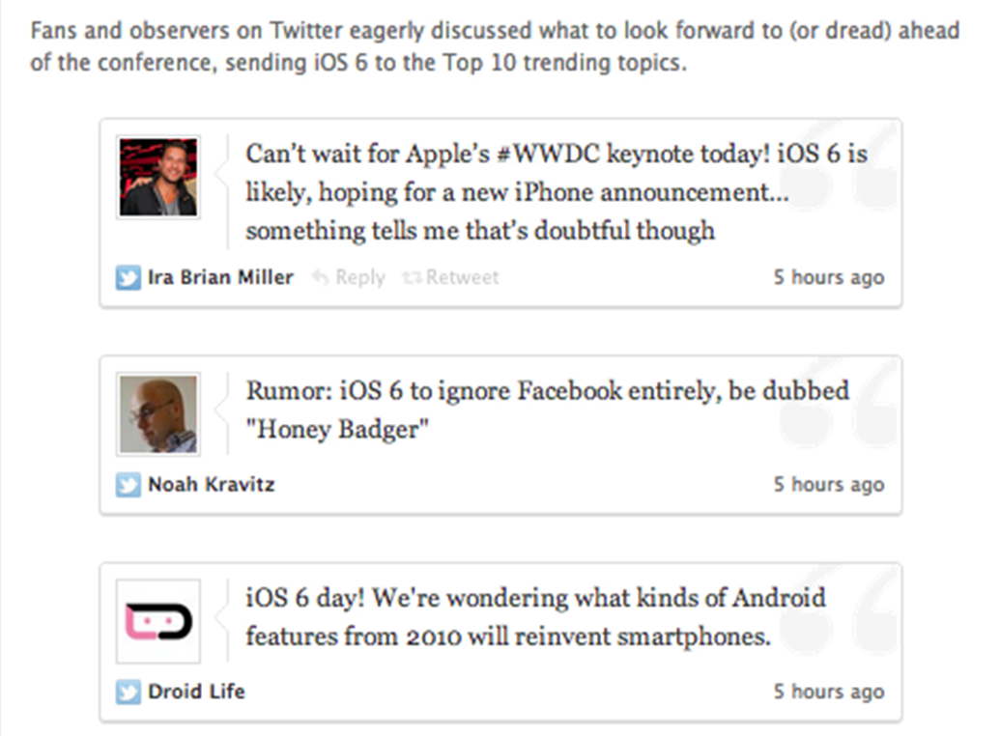 Fans and observers on Twitter eagerly discussed what to look forward to (or dread) ahead
of the conference, sending iOS 6 to the Top 10 trending topics.
Can't wait for Apple's #WWDC keynote today! iOS 6 is
likely, hoping for a new iPhone announcement...
something tells me that's doubtful though
Ira Brian Miller Reply Retweet 5 hours ago
Rumor: iOS 6 to ignore Facebook entirely, be dubbed
"Honey Badger"
Noah Kravitz 5 hours ago
iOS 6 day! We're wondering what kinds of Android
features from 2010 will reinvent smartphones.
Droid Life 5 hours ago